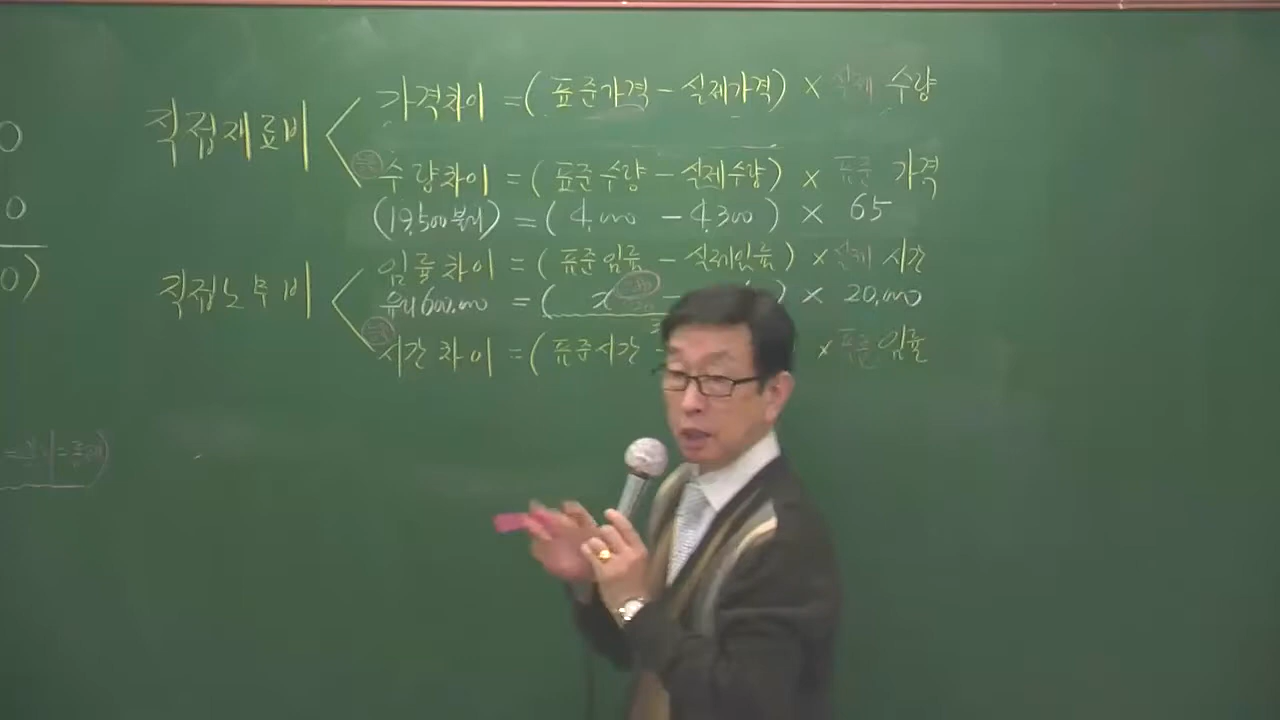 직접재료비
가격차이 = (표준가격 - 실제가격) × 실제 수량
수량차이 = (표준수량 - 실제수량) × 표준 가격
(19,500불리) = (4,000 - 4,300) × 65
직접노무비
임률차이 = (표준임률 - 실제임률) × 실제 시간
유리 600,000 = ( x - ) × 20,000
시간차이 = (표준시간 - × 표준 임률
0
0
0)